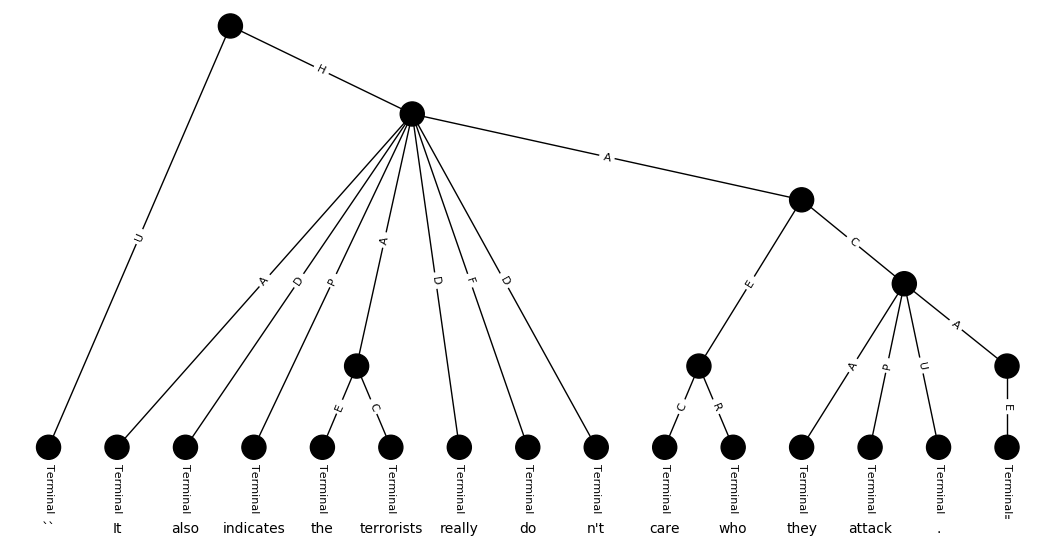 H
A
U
C
A D P A D F D E
A
A P U
E C C R E
Terminal Terminal Terminal Terminal Terminal Terminal Terminal Terminal Terminal Terminal Terminal Terminal Terminal Terminal Terminal
`` It also indicates the terrorists really do n't care who they attack .